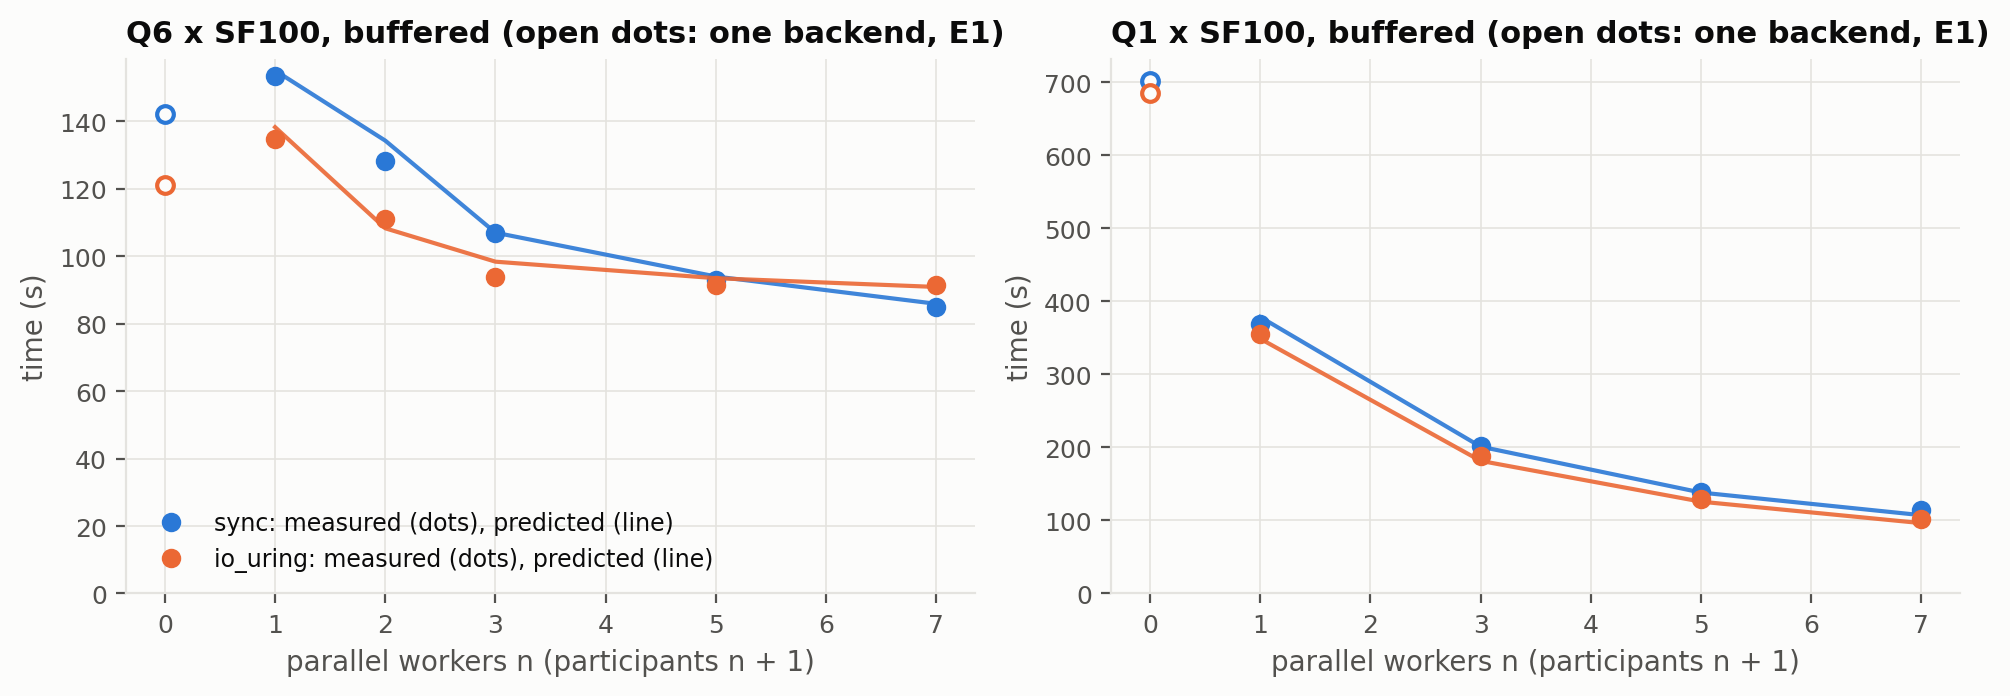 Q6 x SF100, buffered (open dots: one backend, E1)
140
120
100
80
60
40
20
0
time (s)
sync: measured (dots), predicted (line)
io_uring: measured (dots), predicted (line)
0 1 2 3 4 5 6 7
parallel workers n (participants n + 1)
Q1 x SF100, buffered (open dots: one backend, E1)
700
600
500
400
300
200
100
0
time (s)
0 1 2 3 4 5 6 7
parallel workers n (participants n + 1)